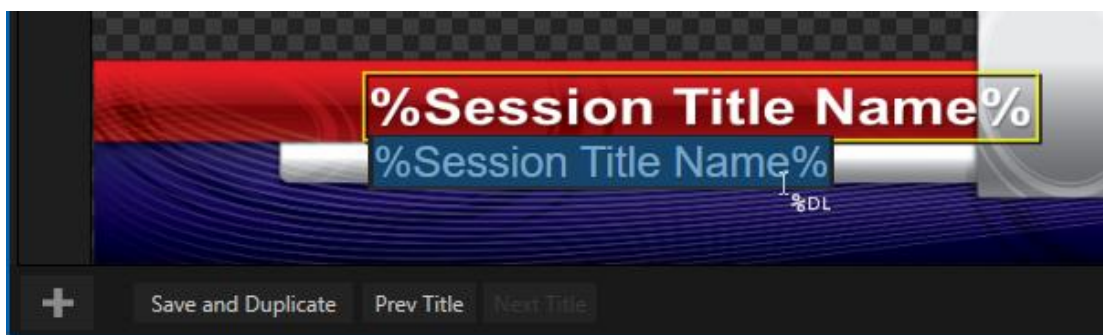 %Session Title Name%
%Session Title Name%
%DL
Save and Duplicate Prev Title Next Title